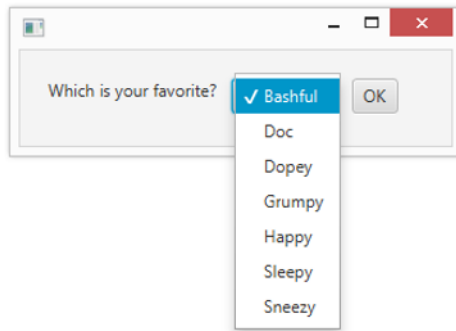 Which is your favorite? ✓ Bashful OK
Doc
Dopey
Grumpy
Happy
Sleepy
Sneezy